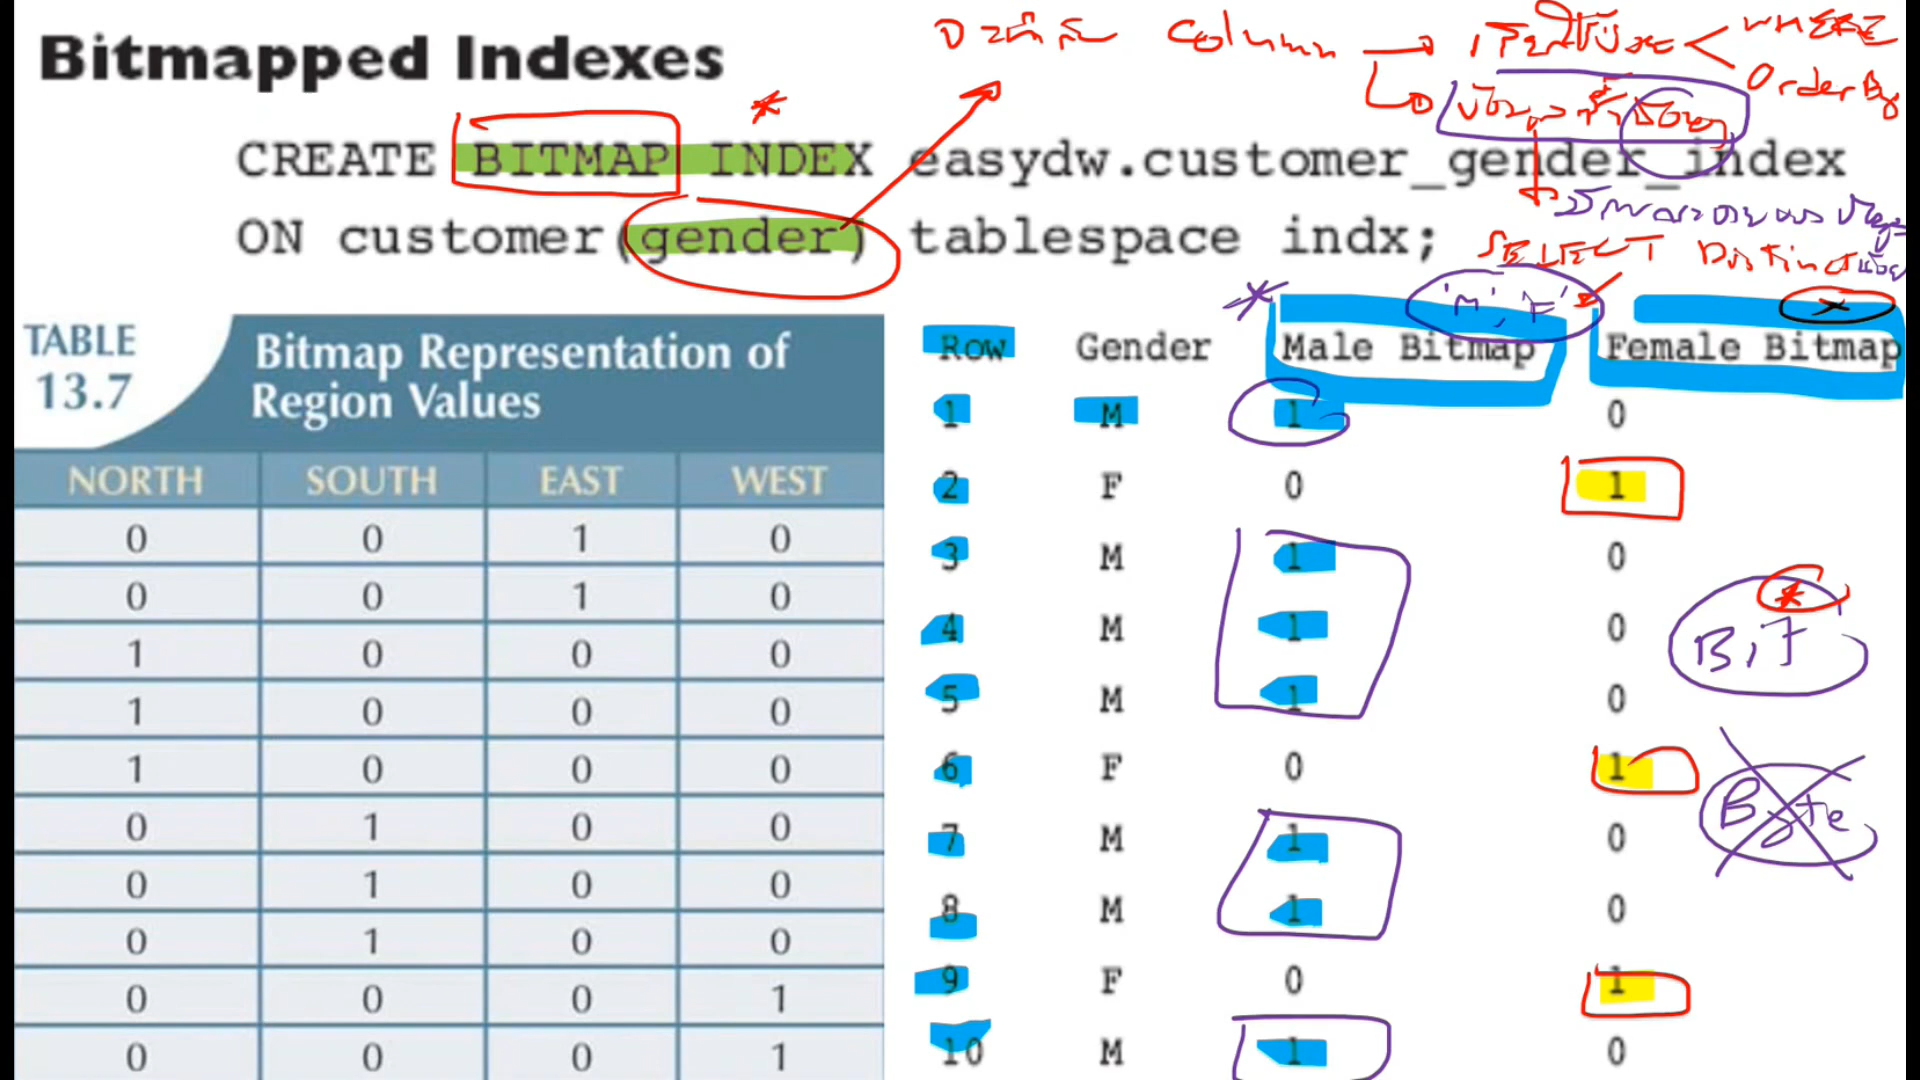 Bitmapped Indexes
Column
WHERE
Order By
CREATE BITMAP INDEX easydw.customer_gender_index
ON customer(gender) tablespace indx;
SELECT Distinct
'M', F'
TABLE
13.7
Bitmap Representation of
Region Values
NORTH SOUTH EAST WEST
0 0 1 0
0 0 1 0
1 0 0 0
1 0 0 0
1 0 0 0
0 1 0 0
0 1 0 0
0 1 0 0
0 0 0 1
0 0 0 1
Row Gender Male Bitmap Female Bitmap
1 M 1 0
2 F 0 1
3 M 1 0
4 M 1 0
5 M 1 0
6 F 0 1
7 M 1 0
8 M 1 0
9 F 0 1
10 M 1 0
BiT
Byte